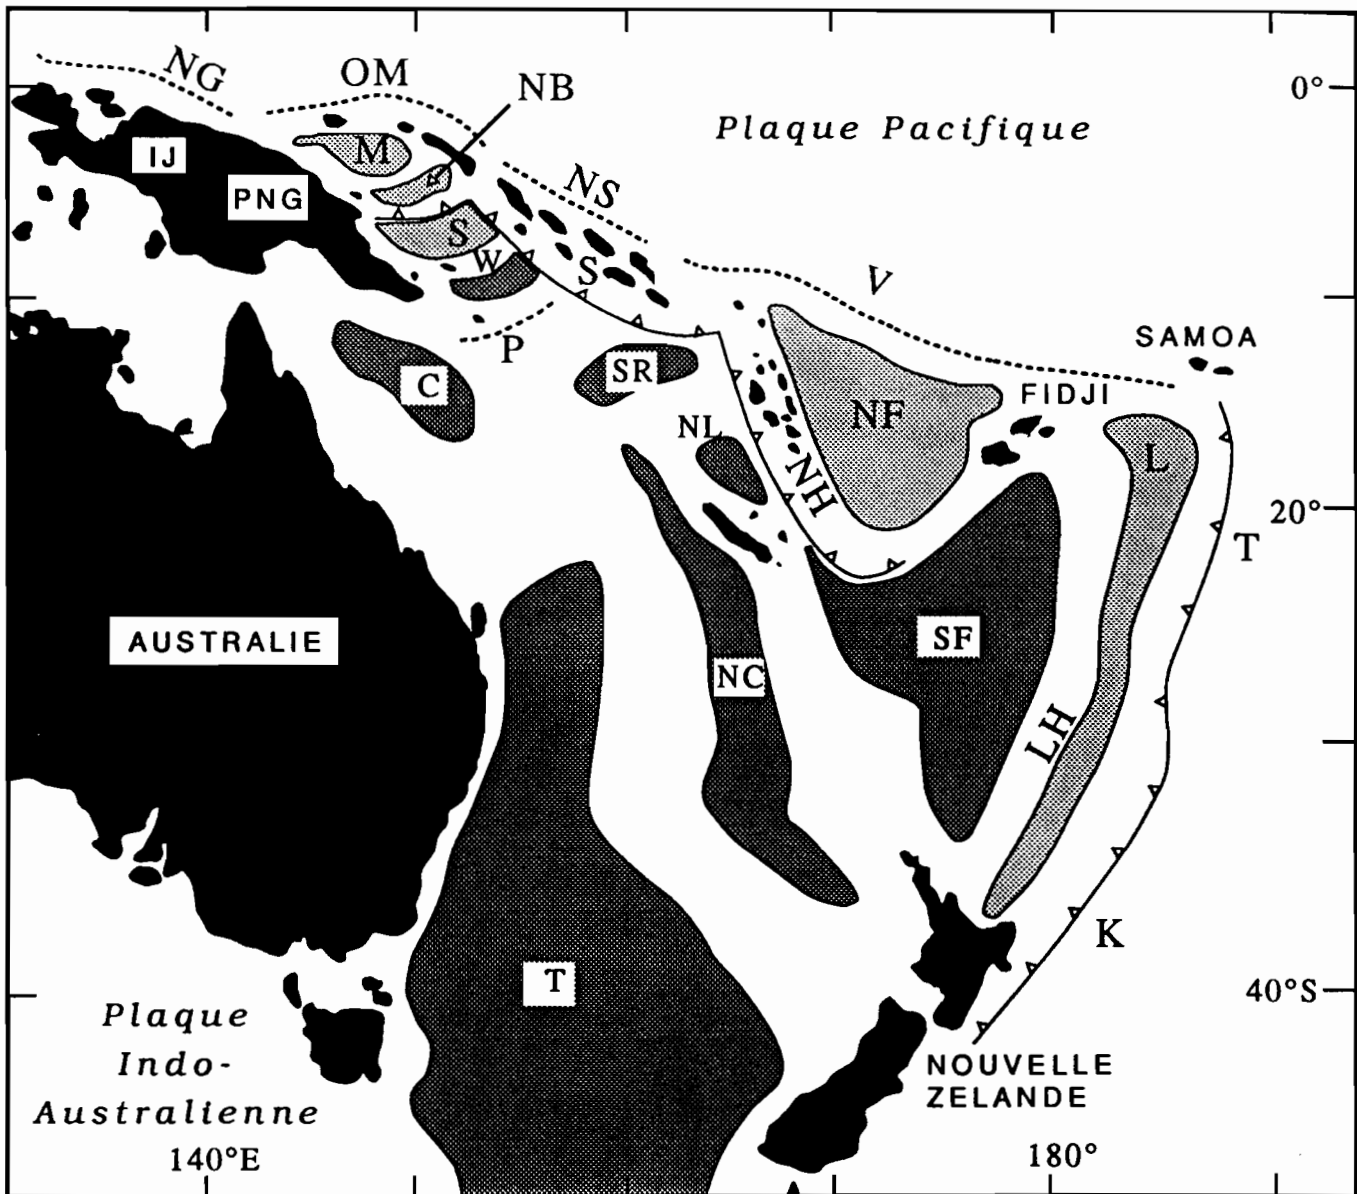 NG
OM
NB
0°
Plaque Pacifique
M
IJ
PNG
NS
S
W
S
V
P
SAMOA
C
SR
FIDJI
NF
NL
L
NH
20°
T
AUSTRALIE
SF
NC
LH
K
T
40°S
Plaque
Indo-
Australienne
NOUVELLE
ZELANDE
140°E
180°